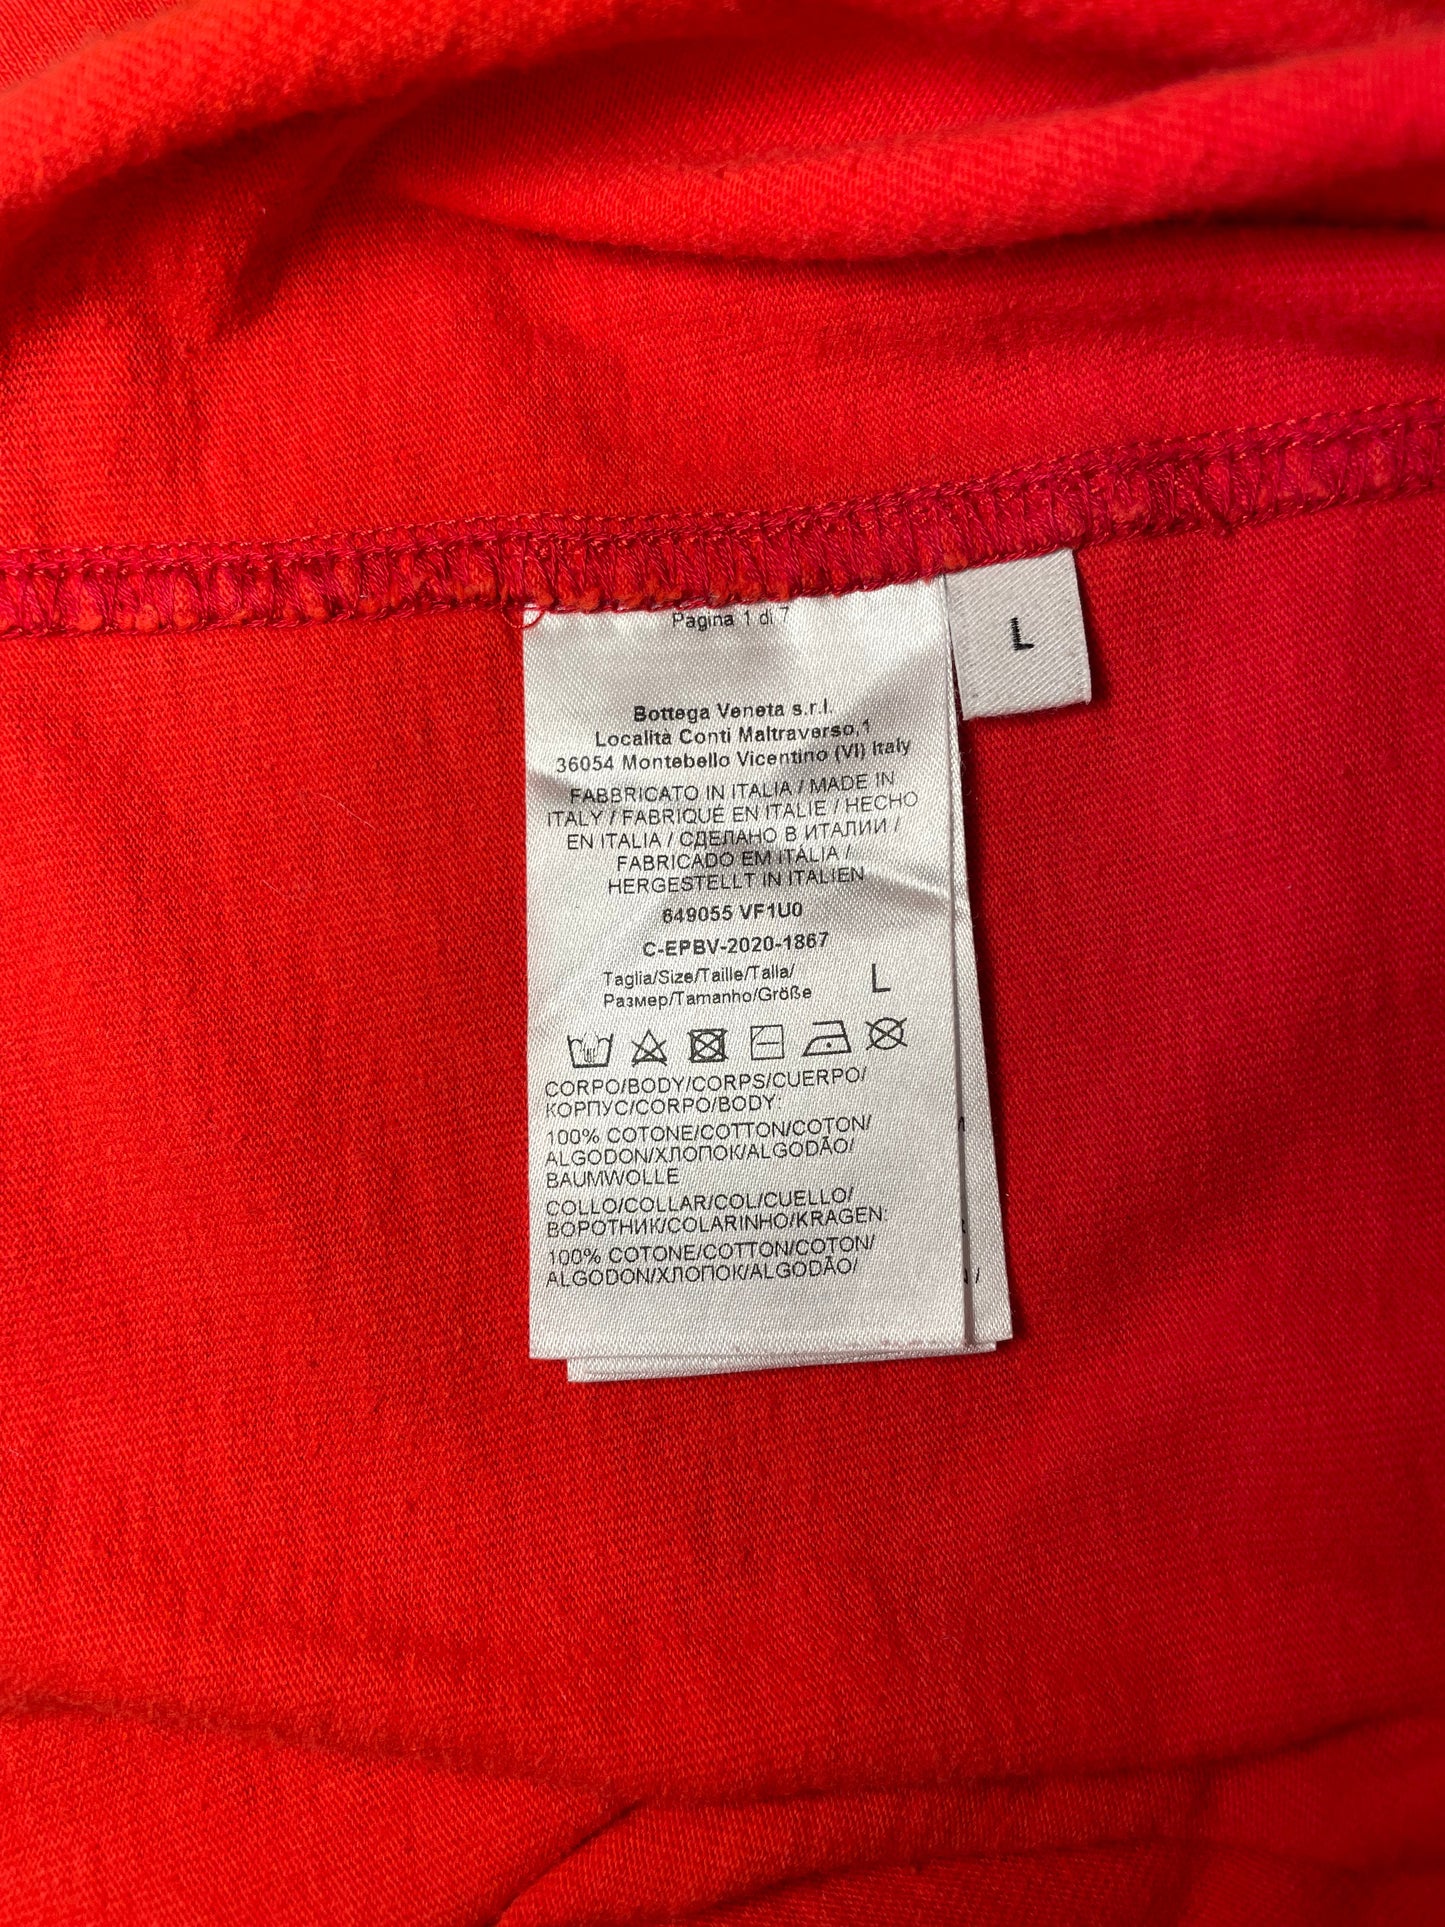 Pagina 1 di 7
L
Bottega Veneta s.r.l.
Localita Conti Maltraverso,1
36054 Montebello Vicentino (VI) Italy
FABBRICATO IN ITALIA / MADE IN
ITALY / FABRIQUÉ EN ITALIE / HECHO
EN ITALIA / СДЕЛАНО В ИТАЛИИ /
FABRICADO EM ITÁLIA /
HERGESTELLT IN ITALIEN
649055 VF1U0
C-EPBV-2020-1867
Taglia/Size/Taille/Talla/
Размер/Tamanho/Größe L
CORPO/BODY/CORPS/CUERPO/
КОРПУС/CORPO/BODY:
100% COTONE/COTTON/COTON/
ALGODON/ХЛОПОК/ALGODÃO/
BAUMWOLLE
COLLO/COLLAR/COL/CUELLO/
ВОРОТНИК/COLARINHO/KRAGEN:
100% COTONE/COTTON/COTON/
ALGODON/ХЛОПОК/ALGODÃO/